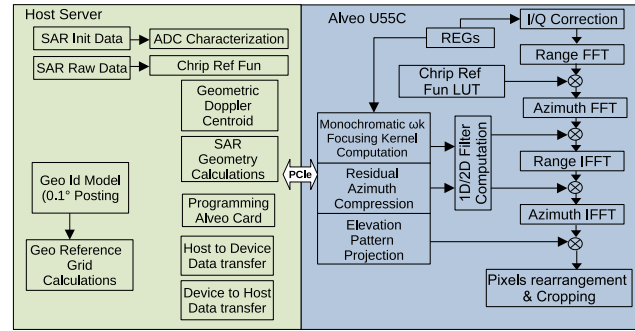 Host Server
SAR Init Data
ADC Characterization
SAR Raw Data
Chrip Ref Fun
Geometric
Doppler
Centroid
SAR
Geometry
Calculations
Geo Id Model
(0.1° Posting
Programming
Alveo Card
Geo Reference
Grid
Calculations
Host to Device
Data transfer
Device to Host
Data transfer
PCIe
Alveo U55C
REGs
I/Q Correction
Range FFT
Chrip Ref
Fun LUT
Azimuth FFT
Monochromatic ωk
Focusing Kernel
Computation
1D/2D Filter
Computation
Range IFFT
Residual
Azimuth
Compression
Azimuth IFFT
Elevation
Pattern
Projection
Pixels rearrangement
& Cropping